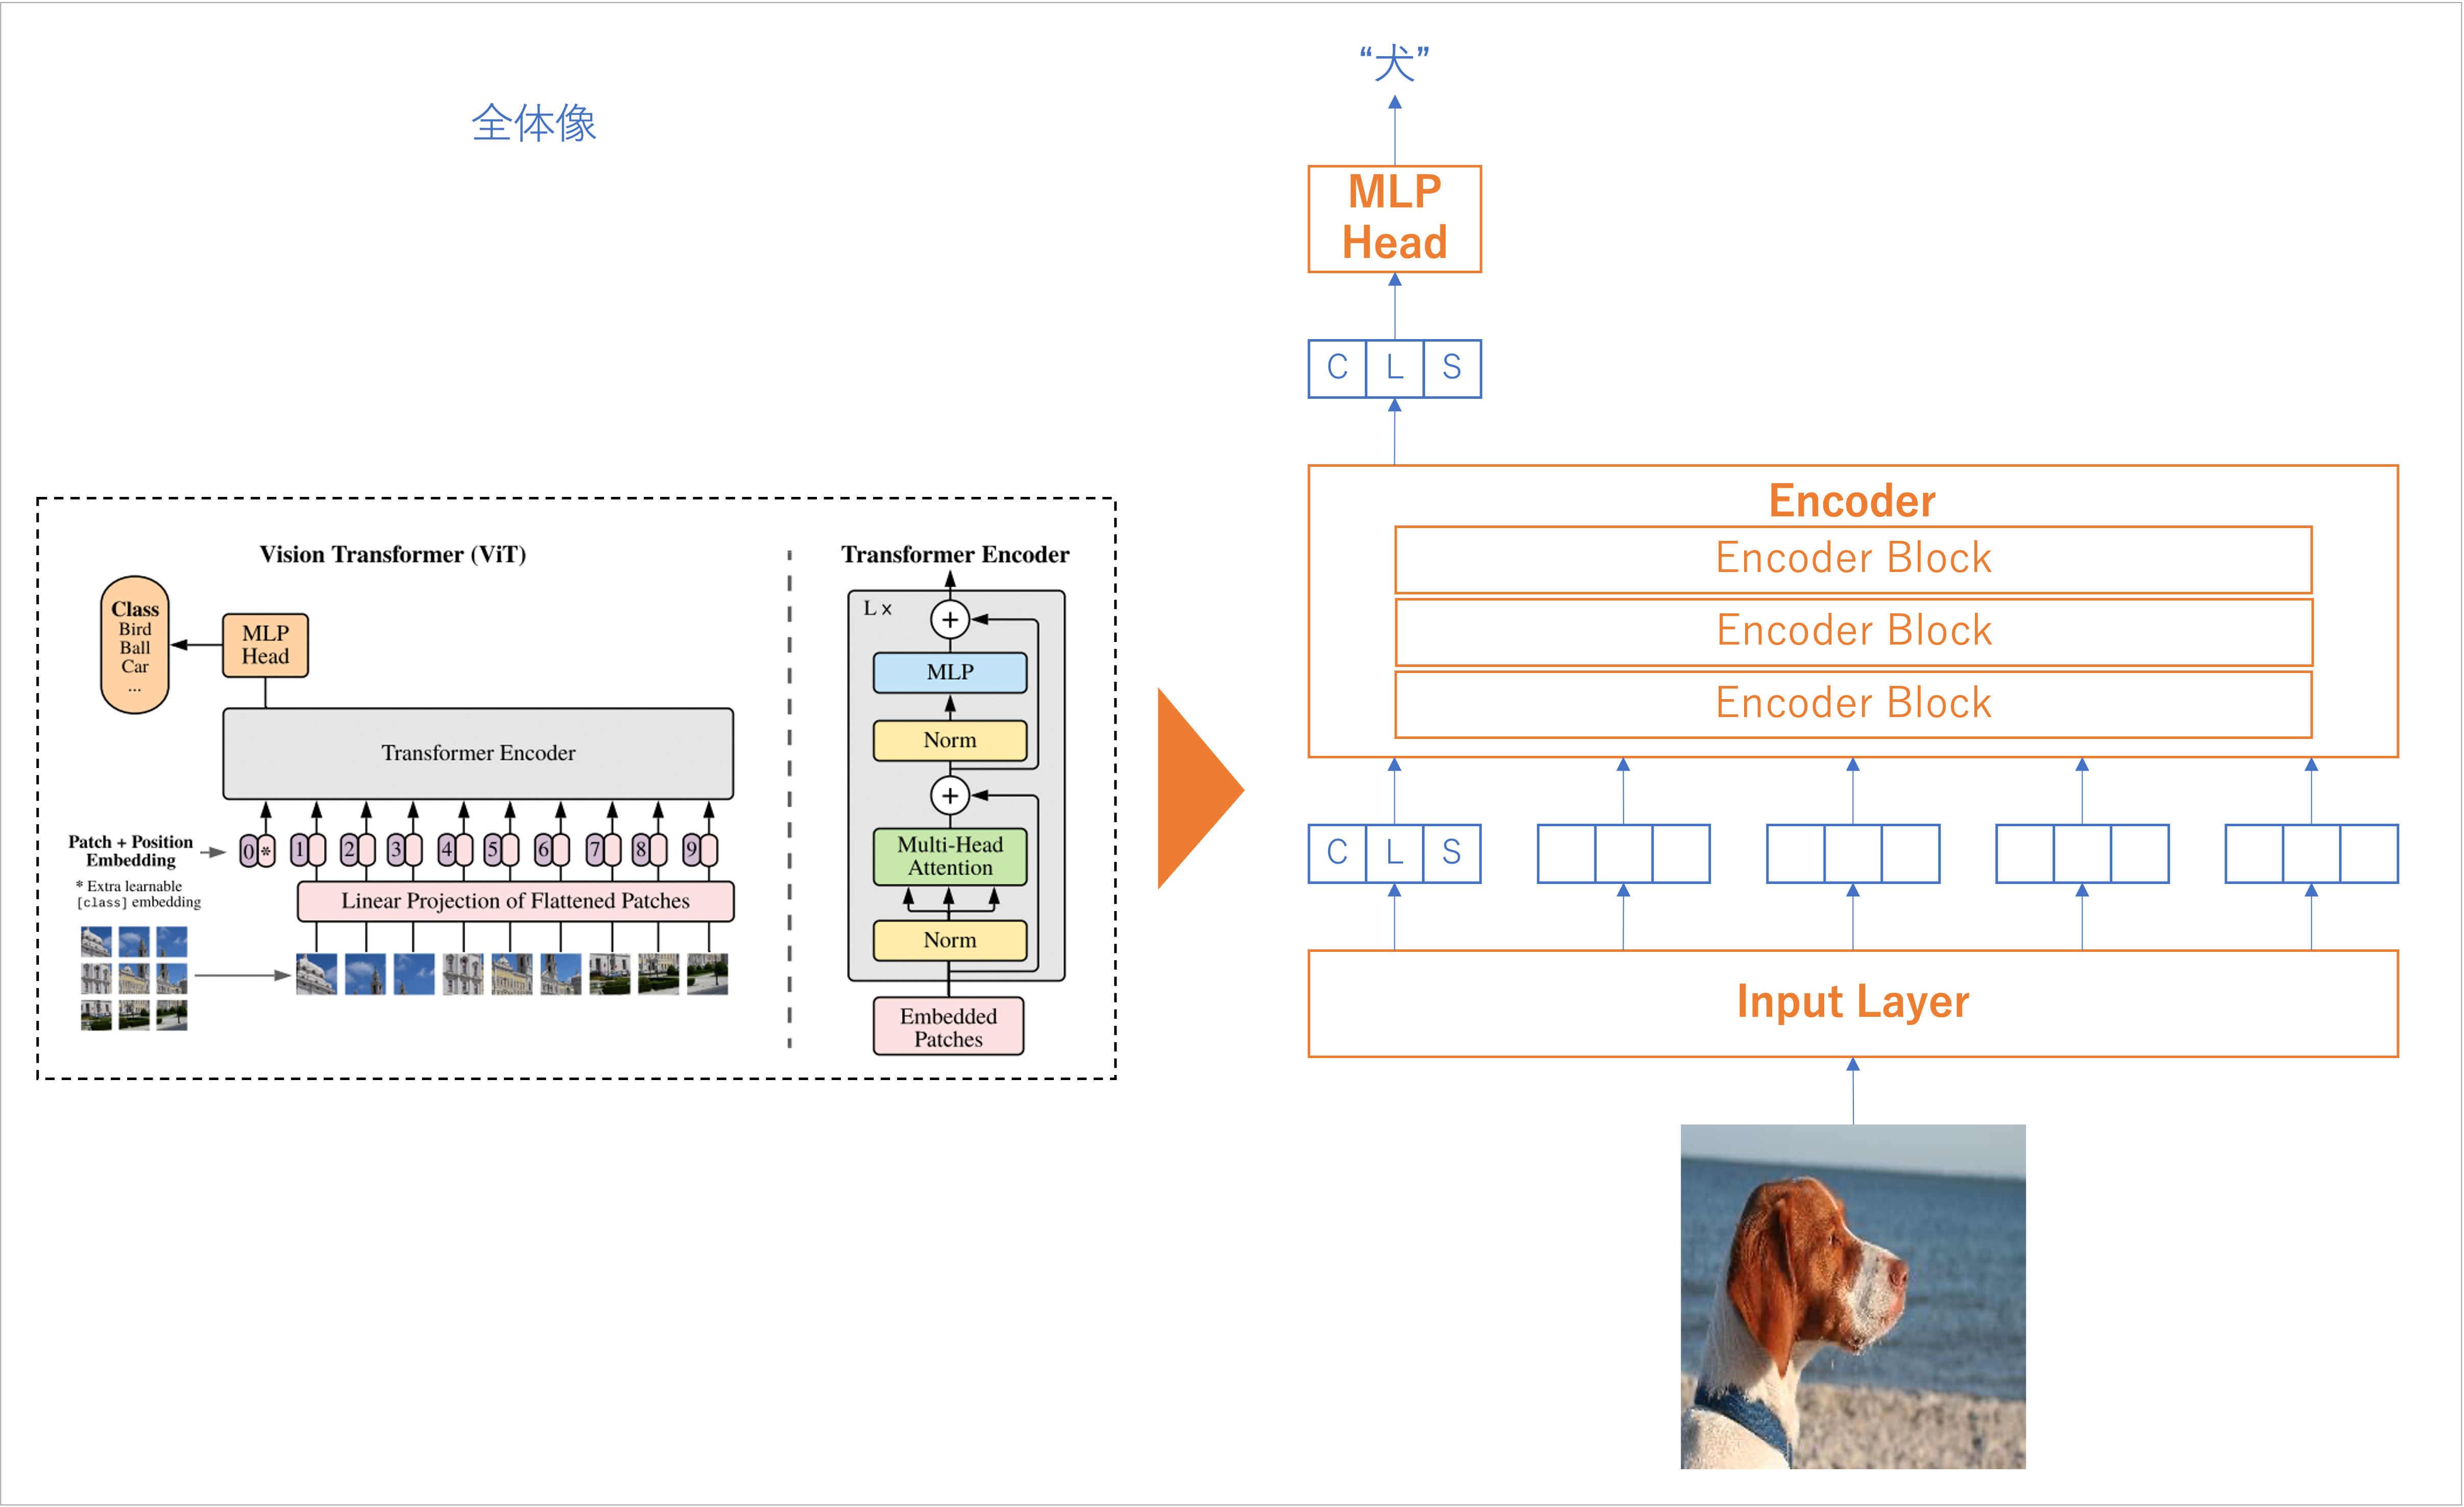 全体像
Vision Transformer (ViT)
Class
Bird
Ball
Car
...
MLP
Head
Transformer Encoder
Patch + Position
Embedding
* Extra learnable
[class] embedding
0 * 1 2 3 4 5 6 7 8 9
Linear Projection of Flattened Patches
Transformer Encoder
L x
+
MLP
Norm
+
Multi-Head
Attention
Norm
Embedded
Patches
“犬”
MLP
Head
C L S
Encoder
Encoder Block
Encoder Block
Encoder Block
C L S
Input Layer